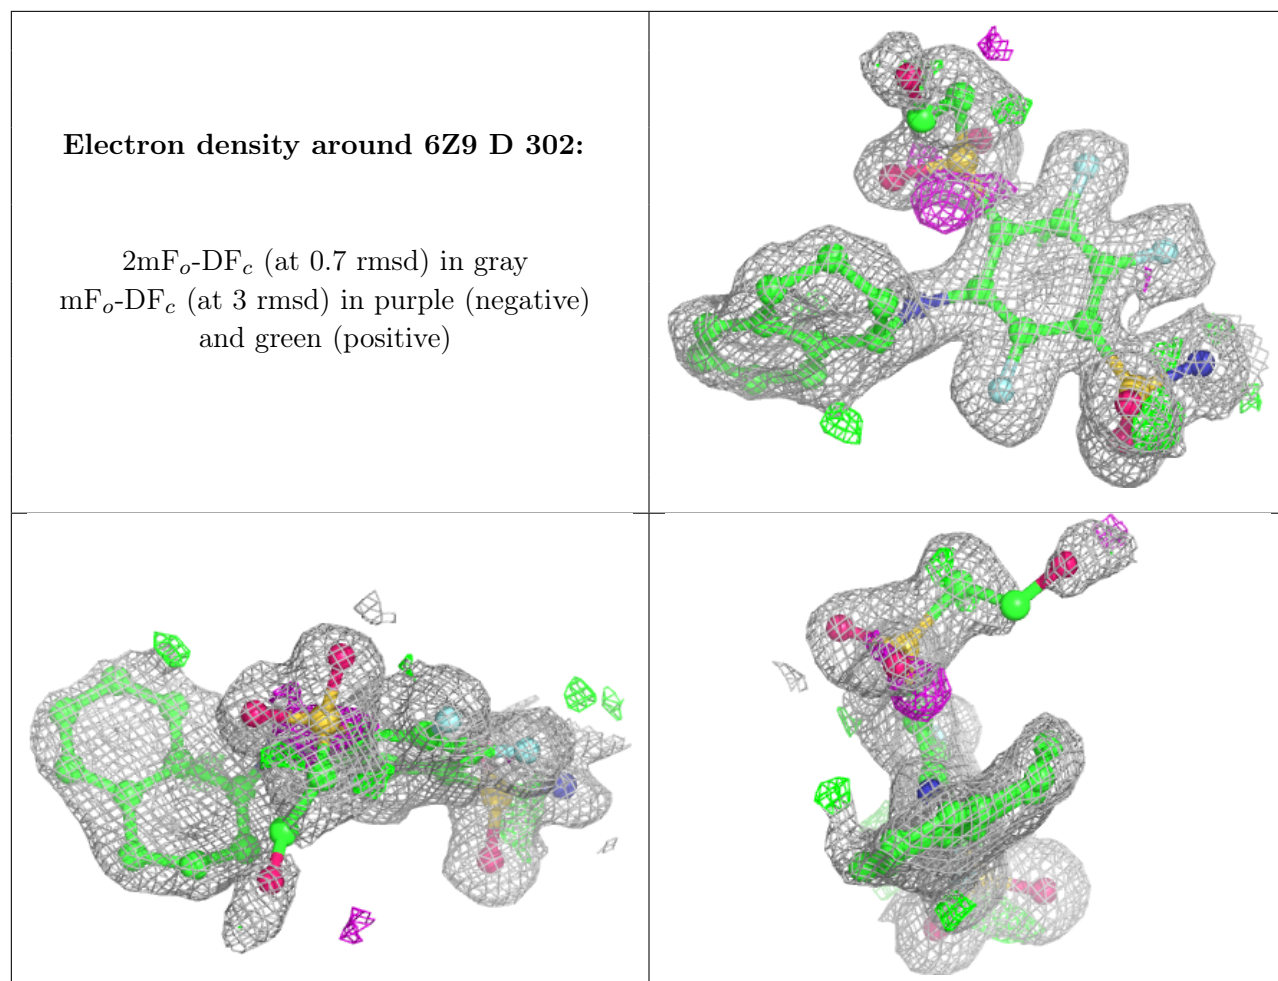 Electron density around 6Z9 D 302:
2mFₒ-DF𝒸 (at 0.7 rmsd) in gray
mFₒ-DF𝒸 (at 3 rmsd) in purple (negative)
and green (positive)